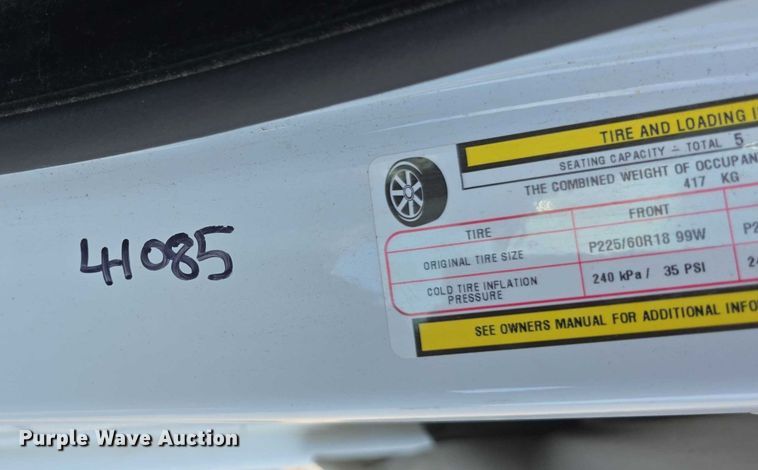 TIRE AND LOADING
SEATING CAPACITY - TOTAL 5
THE COMBINED WEIGHT OF
417 KG
TIRE FRONT
ORIGINAL TIRE SIZE P225/60R18 99W
COLD TIRE INFLATION PRESSURE 240 kPa / 35 PSI
SEE OWNERS MANUAL FOR ADDITIONAL
41085
Purple Wave Auction